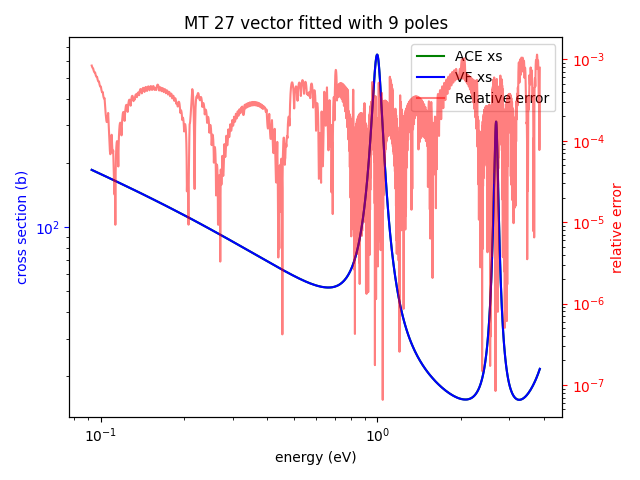 MT 27 vector fitted with 9 poles
ACE xs
VF xs
Relative error
cross section (b)
10²
relative error
10⁻³
10⁻⁴
10⁻⁵
10⁻⁶
10⁻⁷
10⁻¹
10⁰
energy (eV)